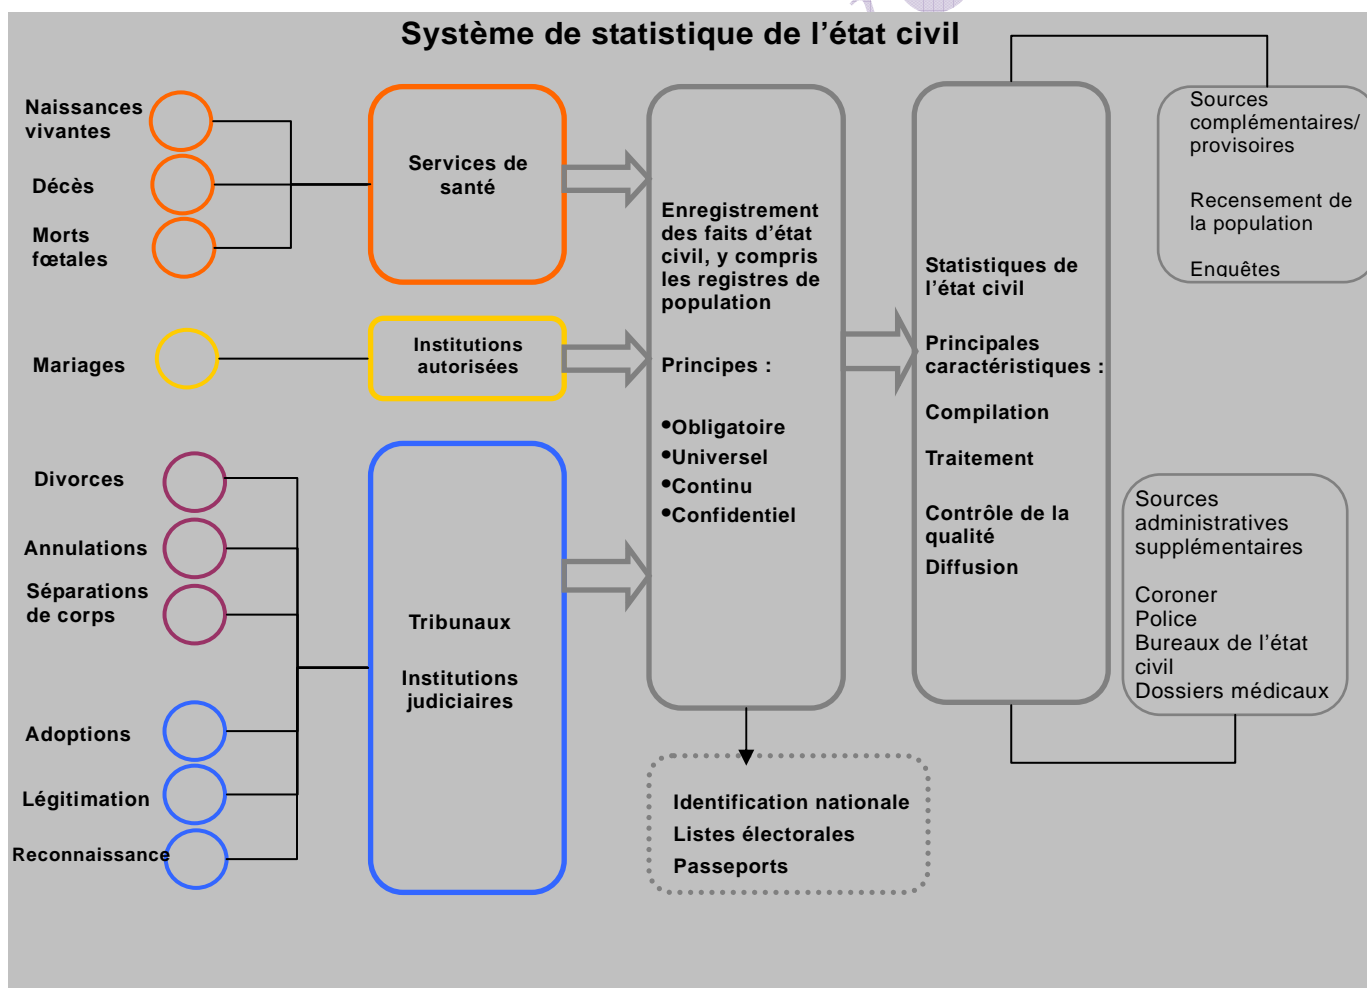 Système de statistique de l’état civil
Naissances
vivantes
Décès
Morts
fœtales
Mariages
Divorces
Annulations
Séparations
de corps
Adoptions
Légitimation
Reconnaissance
Services de
santé
Institutions
autorisées
Tribunaux
Institutions
judiciaires
Enregistrement
des faits d’état
civil, y compris
les registres de
population
Principes :
•Obligatoire
•Universel
•Continu
•Confidentiel
Identification nationale
Listes électorales
Passeports
Statistiques de
l’état civil
Principales
caractéristiques :
Compilation
Traitement
Contrôle de la
qualité
Diffusion
Sources
complémentaires/
provisoires
Recensement de
la population
Enquêtes
Sources
administratives
supplémentaires
Coroner
Police
Bureaux de l’état
civil
Dossiers médicaux